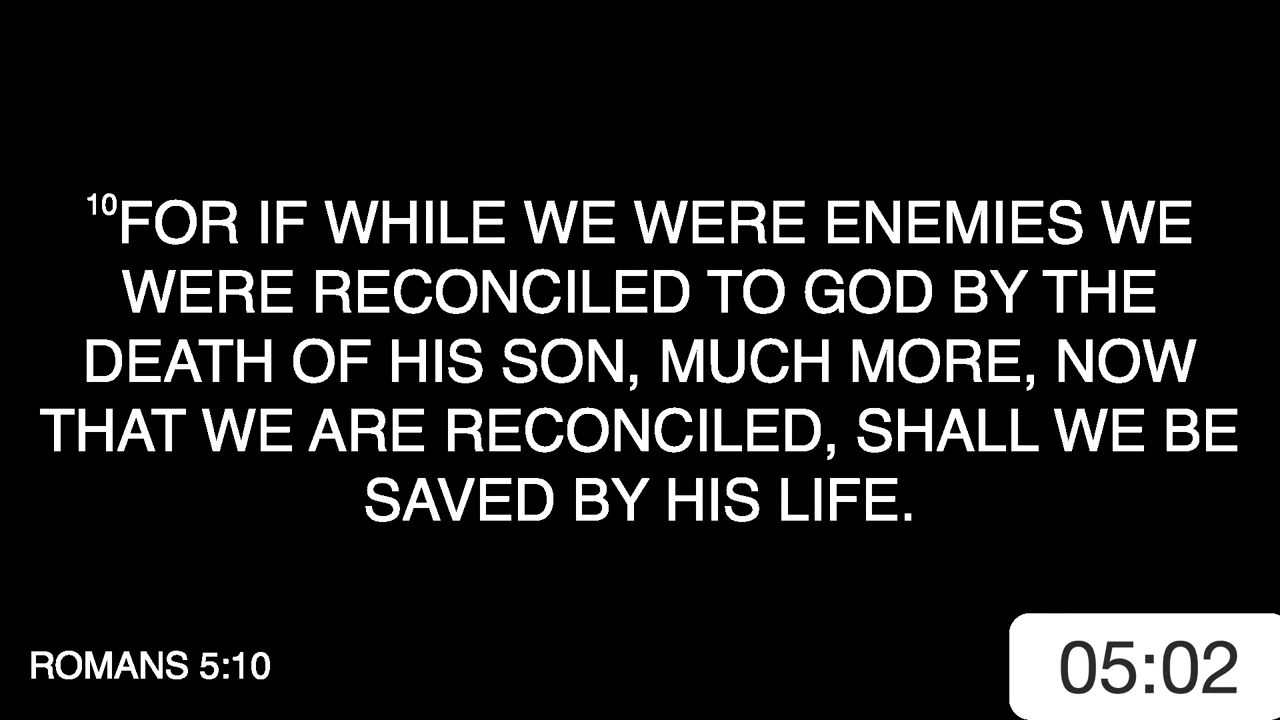 10FOR IF WHILE WE WERE ENEMIES WE
WERE RECONCILED TO GOD BY THE
DEATH OF HIS SON, MUCH MORE, NOW
THAT WE ARE RECONCILED, SHALL WE BE
SAVED BY HIS LIFE.
ROMANS 5:10
05:02